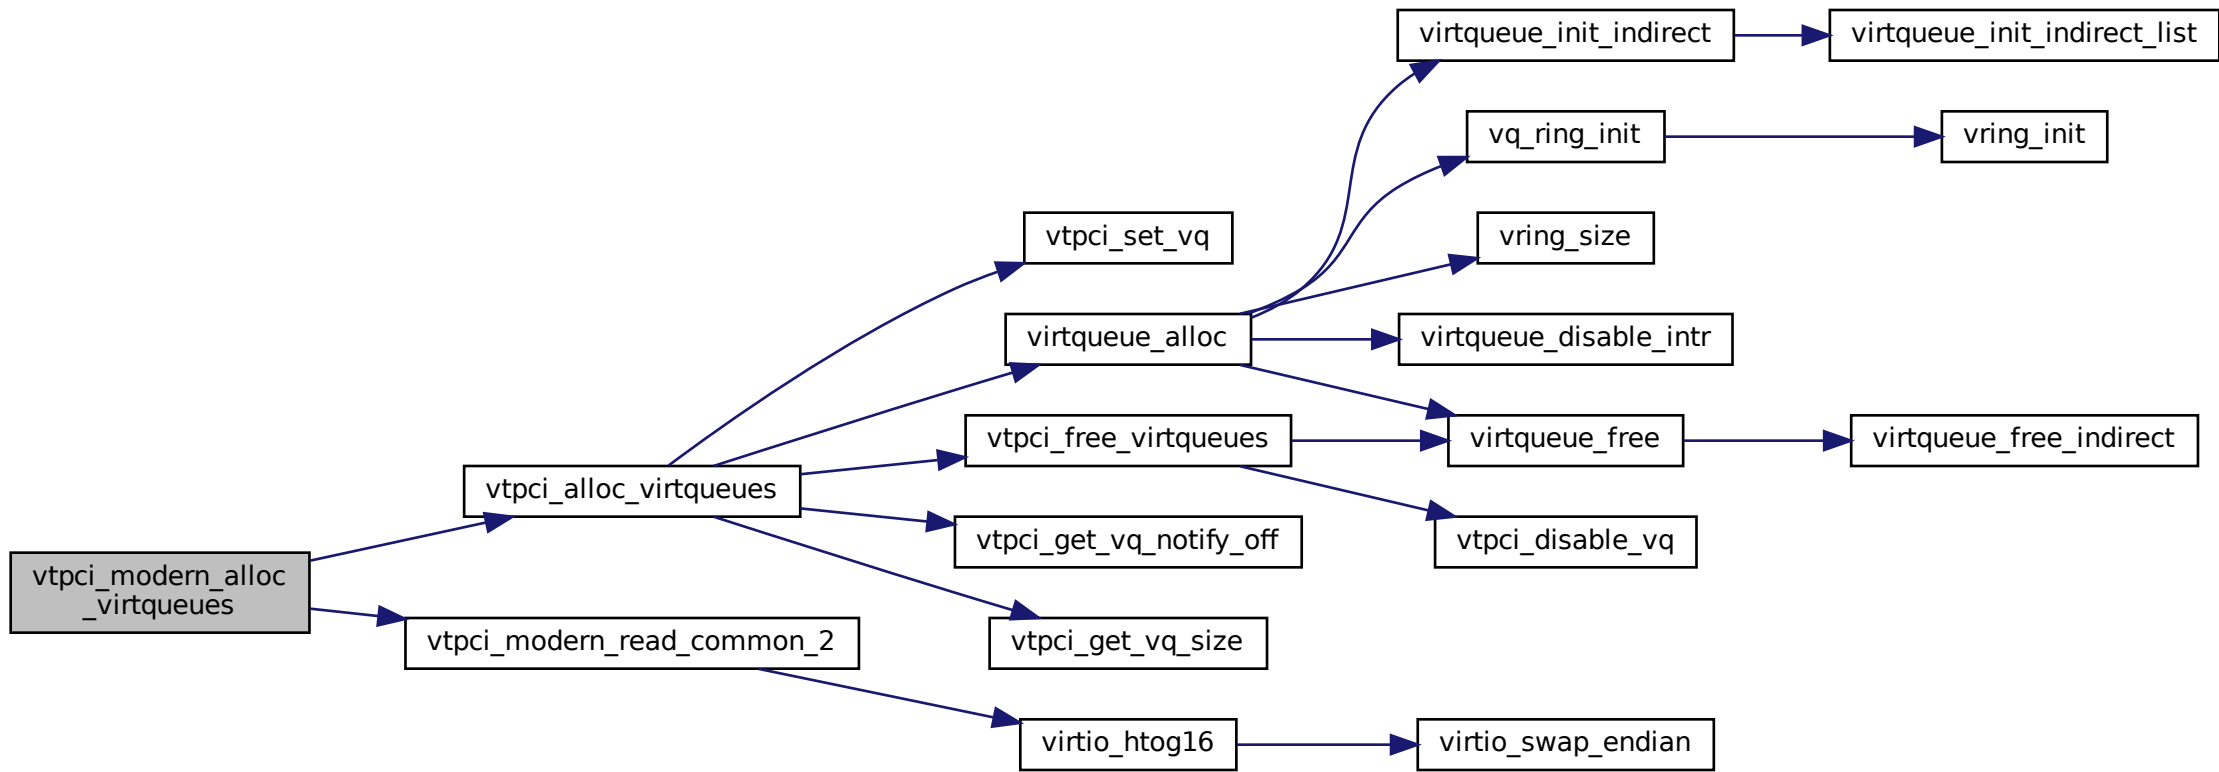 virtqueue_init_indirect
virtqueue_init_indirect_list
vq_ring_init
vring_init
vtpci_set_vq
vring_size
virtqueue_alloc
virtqueue_disable_intr
vtpci_free_virtqueues
virtqueue_free
virtqueue_free_indirect
vtpci_alloc_virtqueues
vtpci_get_vq_notify_off
vtpci_disable_vq
vtpci_modern_alloc
_virtqueues
vtpci_modern_read_common_2
vtpci_get_vq_size
virtio_htog16
virtio_swap_endian